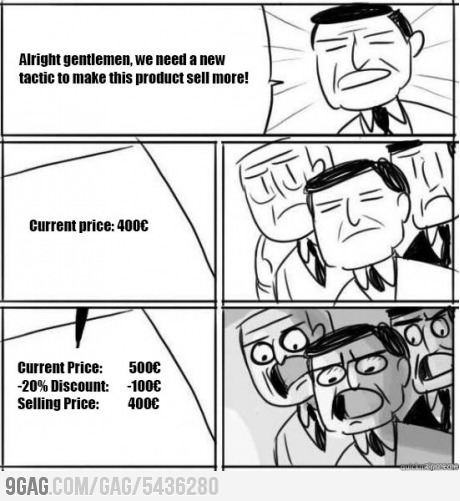 Alright gentlemen, we need a new
tactic to make this product sell more!
Current price: 400€
Current Price: 500€
-20% Discount: -100€
Selling Price: 400€
9GAG.COM/GAG/5436280